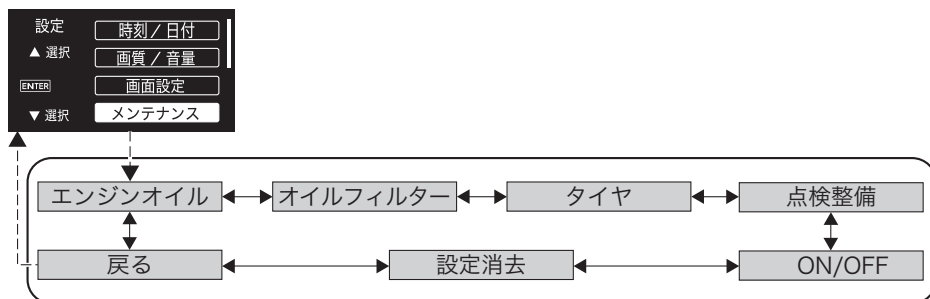 設定
時刻 / 日付
▲ 選択
画質 / 音量
ENTER
画面設定
▼ 選択
メンテナンス
エンジンオイル
オイルフィルター
タイヤ
点検整備
戻る
設定消去
ON/OFF